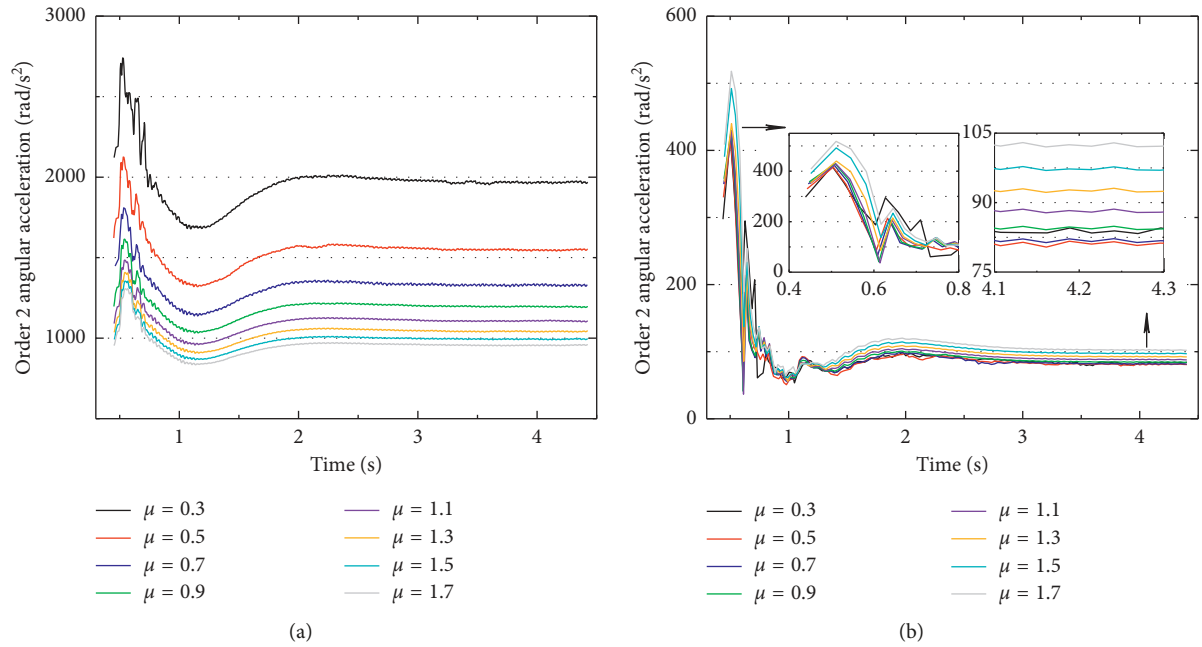 3000
2000
1000
Order 2 angular acceleration (rad/s²)
1 2 3 4
Time (s)
μ = 0.3 μ = 1.1
μ = 0.5 μ = 1.3
μ = 0.7 μ = 1.5
μ = 0.9 μ = 1.7
(a)
600
400
200
0
Order 2 angular acceleration (rad/s²)
400
200
0
0.4 0.6 0.8
105
90
75
4.1 4.2 4.3
1 2 3 4
Time (s)
μ = 0.3 μ = 1.1
μ = 0.5 μ = 1.3
μ = 0.7 μ = 1.5
μ = 0.9 μ = 1.7
(b)